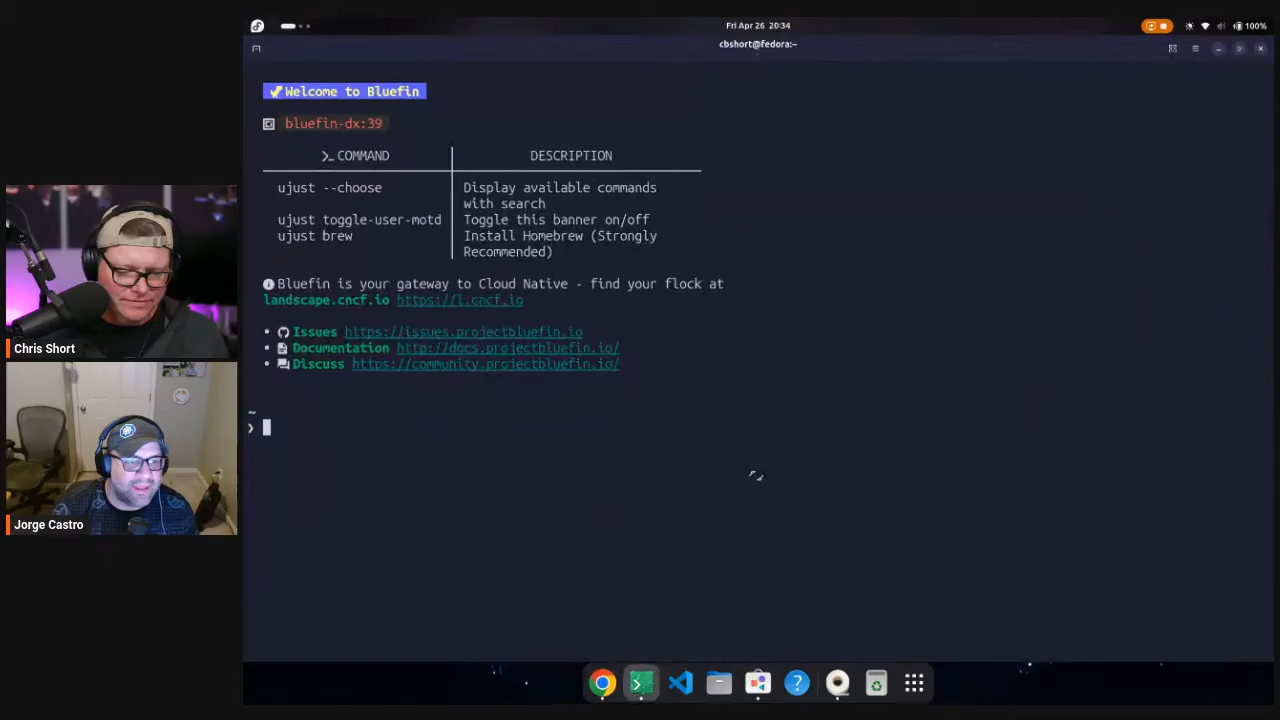 Fri Apr 26 20:34
100%
cbshort@fedora:~
Welcome to Bluefin
bluefin-dx:39
COMMAND DESCRIPTION
ujust --choose Display available commands
with search
ujust toggle-user-motd Toggle this banner on/off
ujust brew Install Homebrew (Strongly
Recommended)
Bluefin is your gateway to Cloud Native - find your flock at
landscape.cncf.io https://l.cncf.io
• Issues https://issues.projectbluefin.io
• Documentation http://docs.projectbluefin.io/
• Discuss https://community.projectbluefin.io/
~
❯
Chris Short
Jorge Castro